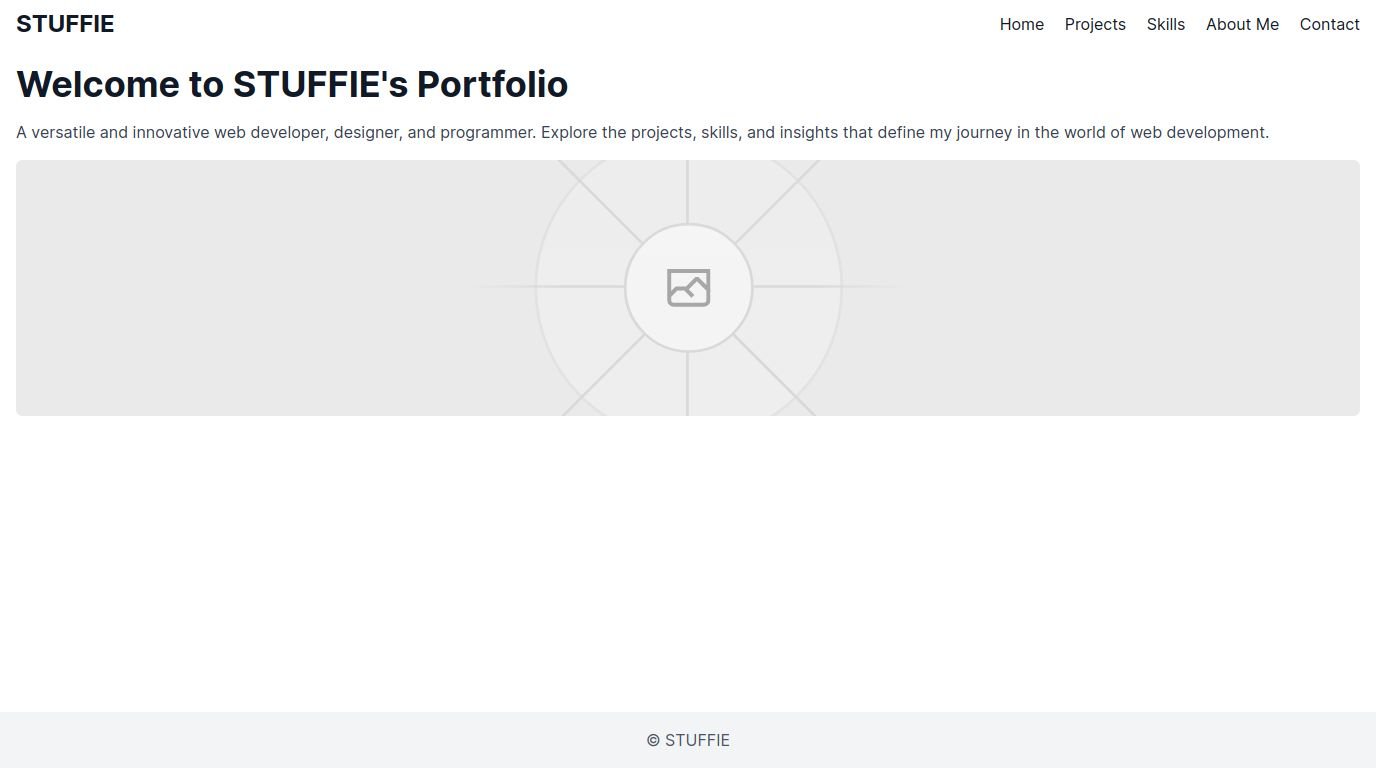 STUFFIE
Home Projects Skills About Me Contact
Welcome to STUFFIE's Portfolio
A versatile and innovative web developer, designer, and programmer. Explore the projects, skills, and insights that define my journey in the world of web development.
© STUFFIE